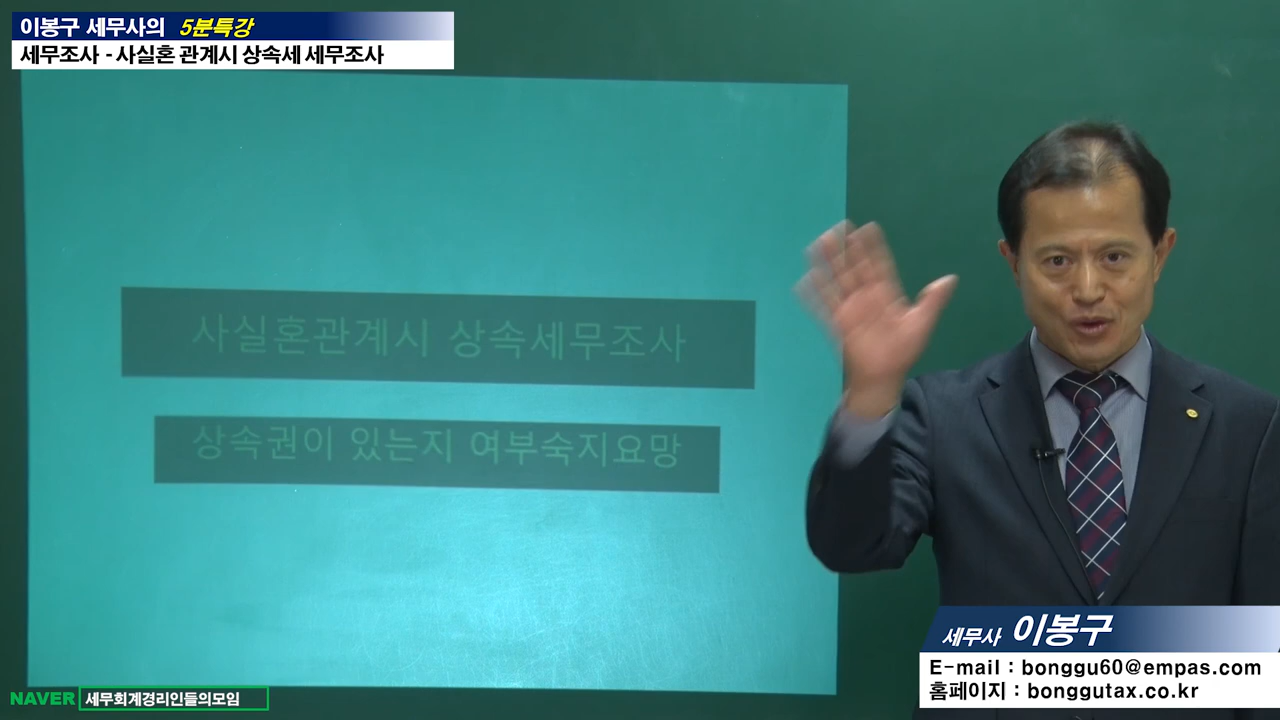 이봉구 세무사의 5분특강
세무조사 - 사실혼 관계시 상속세 세무조사
사실혼관계시 상속세무조사
상속권이 있는지 여부숙지요망
세무사 이봉구
E-mail : bonggu60@empas.com
홈페이지 : bonggutax.co.kr
NAVER 세무회계경리인들의모임